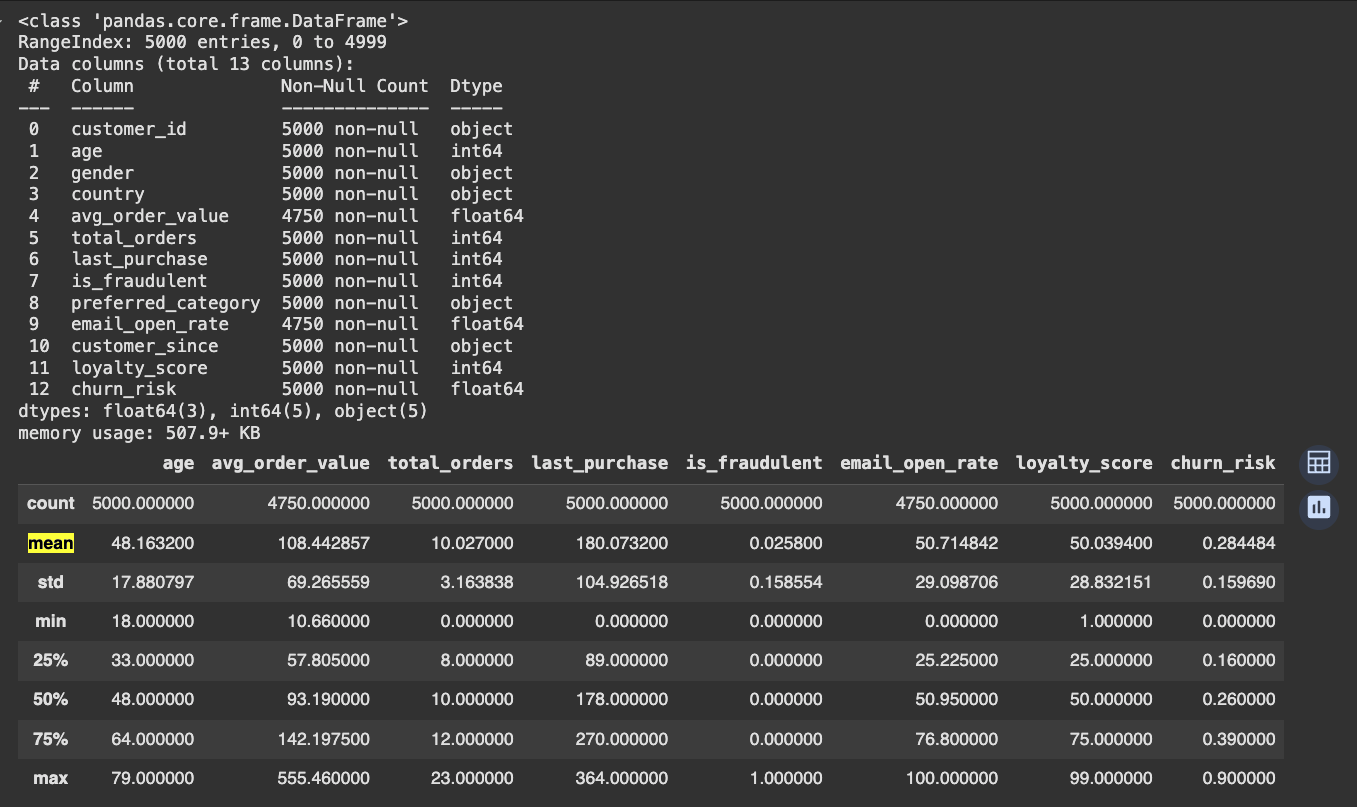 <class 'pandas.core.frame.DataFrame'>
RangeIndex: 5000 entries, 0 to 4999
Data columns (total 13 columns):
 #   Column              Non-Null Count  Dtype
---  ------              --------------  -----
 0   customer_id         5000 non-null   object
 1   age                 5000 non-null   int64
 2   gender              5000 non-null   object
 3   country             5000 non-null   object
 4   avg_order_value     4750 non-null   float64
 5   total_orders        5000 non-null   int64
 6   last_purchase       5000 non-null   int64
 7   is_fraudulent       5000 non-null   int64
 8   preferred_category  5000 non-null   object
 9   email_open_rate     4750 non-null   float64
 10  customer_since      5000 non-null   object
 11  loyalty_score       5000 non-null   int64
 12  churn_risk          5000 non-null   float64
dtypes: float64(3), int64(5), object(5)
memory usage: 507.9+ KB
age avg_order_value total_orders last_purchase is_fraudulent email_open_rate loyalty_score churn_risk
count 5000.000000 4750.000000 5000.000000 5000.000000 5000.000000 4750.000000 5000.000000 5000.000000
mean 48.163200 108.442857 10.027000 180.073200 0.025800 50.714842 50.039400 0.284484
std 17.880797 69.265559 3.163838 104.926518 0.158554 29.098706 28.832151 0.159690
min 18.000000 10.660000 0.000000 0.000000 0.000000 0.000000 1.000000 0.000000
25% 33.000000 57.805000 8.000000 89.000000 0.000000 25.225000 25.000000 0.160000
50% 48.000000 93.190000 10.000000 178.000000 0.000000 50.950000 50.000000 0.260000
75% 64.000000 142.197500 12.000000 270.000000 0.000000 76.800000 75.000000 0.390000
max 79.000000 555.460000 23.000000 364.000000 1.000000 100.000000 99.000000 0.900000